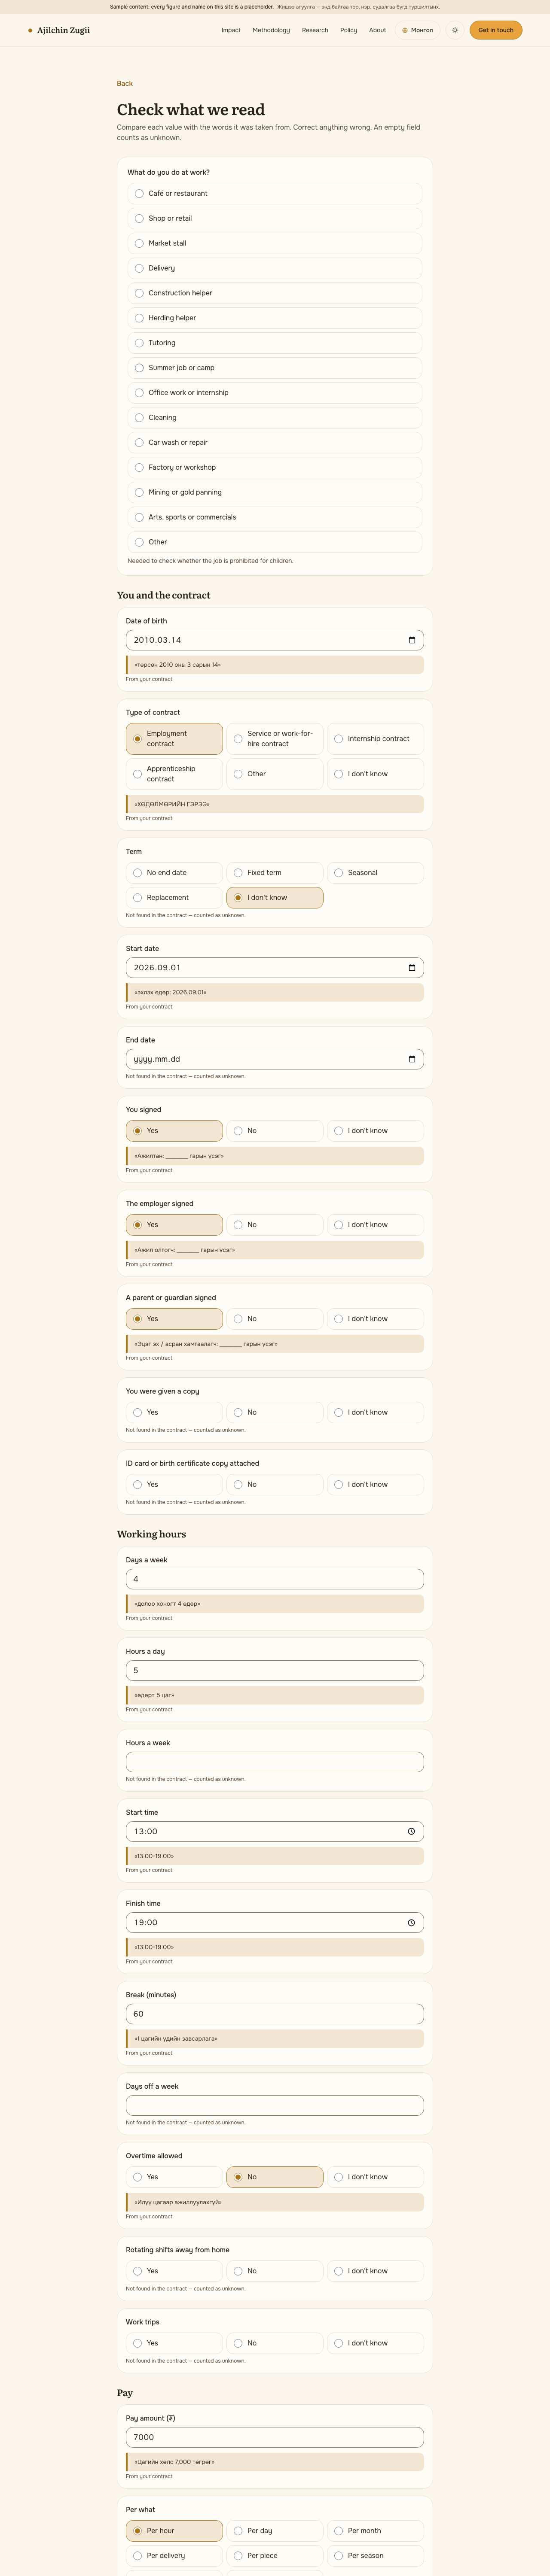 Sample content: every figure and name on this site is a placeholder. Жишээ агуулга — энд байгаа тоо, нэр, судалгаа бүгд туршилтынх.
Ajilchin Zugii
Impact Methodology Research Policy About Монгол Get in touch
Back
Check what we read
Compare each value with the words it was taken from. Correct anything wrong. An empty field
counts as unknown.
What do you do at work?
Café or restaurant
Shop or retail
Market stall
Delivery
Construction helper
Herding helper
Tutoring
Summer job or camp
Office work or internship
Cleaning
Car wash or repair
Factory or workshop
Mining or gold panning
Arts, sports or commercials
Other
Needed to check whether the job is prohibited for children.
You and the contract
Date of birth
2010.03.14
«төрсөн 2010 оны 3 сарын 14»
From your contract
Type of contract
Employment contract
Service or work-for-hire contract
Internship contract
Apprenticeship contract
Other
I don't know
«ХӨДӨЛМӨРИЙН ГЭРЭЭ»
From your contract
Term
No end date
Fixed term
Seasonal
Replacement
I don't know
Not found in the contract — counted as unknown.
Start date
2026.09.01
«эхлэх өдөр: 2026.09.01»
From your contract
End date
yyyy.mm.dd
Not found in the contract — counted as unknown.
You signed
Yes No I don't know
«Ажилтан: ______ гарын үсэг»
From your contract
The employer signed
Yes No I don't know
«Ажил олгогч: ______ гарын үсэг»
From your contract
A parent or guardian signed
Yes No I don't know
«Эцэг эх / асран хамгаалагч: ______ гарын үсэг»
From your contract
You were given a copy
Yes No I don't know
Not found in the contract — counted as unknown.
ID card or birth certificate copy attached
Yes No I don't know
Not found in the contract — counted as unknown.
Working hours
Days a week
4
«долоо хоногт 4 өдөр»
From your contract
Hours a day
5
«өдөрт 5 цаг»
From your contract
Hours a week
Not found in the contract — counted as unknown.
Start time
13:00
«13:00-19:00»
From your contract
Finish time
19:00
«13:00-19:00»
From your contract
Break (minutes)
60
«1 цагийн үдийн завсарлага»
From your contract
Days off a week
Not found in the contract — counted as unknown.
Overtime allowed
Yes No I don't know
«Илүү цагаар ажиллуулахгүй»
From your contract
Rotating shifts away from home
Yes No I don't know
Not found in the contract — counted as unknown.
Work trips
Yes No I don't know
Not found in the contract — counted as unknown.
Pay
Pay amount (₮)
7000
«Цагийн хөлс 7,000 төгрөг»
From your contract
Per what
Per hour Per day Per month
Per delivery Per piece Per season